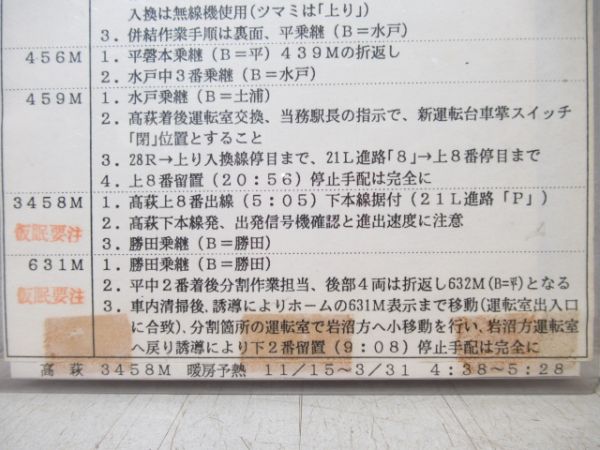 入換は無線機使用(ツマミは「上り」)
3. 併結作業手順は裏面、平乗継(B=水戸)
456M 1. 平磐本乗継(B=平)439Mの折返し
2. 水戸中3番乗継(B=水戸)
459M 1. 水戸乗継(B=土浦)
2. 高萩着後運転室交換、当務駅長の指示で、新運転台車掌スイッチ
「閉」位置とすること
3. 28R→上り入換線停目まで、21L進路「8」→上8番停目まで
4. 上8番留置(20:56)停止手配は完全に
3458M 1. 高萩上8番出線(5:05)下本線据付(21L進路「P」)
仮眠要注 2. 高萩下本線発、出発信号機確認と進出速度に注意
3. 勝田乗継(B=勝田)
631M 1. 勝田乗継(B=勝田)
仮眠要注 2. 平中2番着後分割作業担当、後部4両は折返し632M(B=平)となる
3. 車内清掃後,誘導によりホームの631M表示まで移動(運転室出入口
に合致)、分割箇所の運転室で岩沼方へ小移動を行い、岩沼方運転室
へ戻り誘導により下2番留置(9:08)停止手配は完全に
高萩 3458M 暖房予熱 11/15~3/31 4:38~5:28